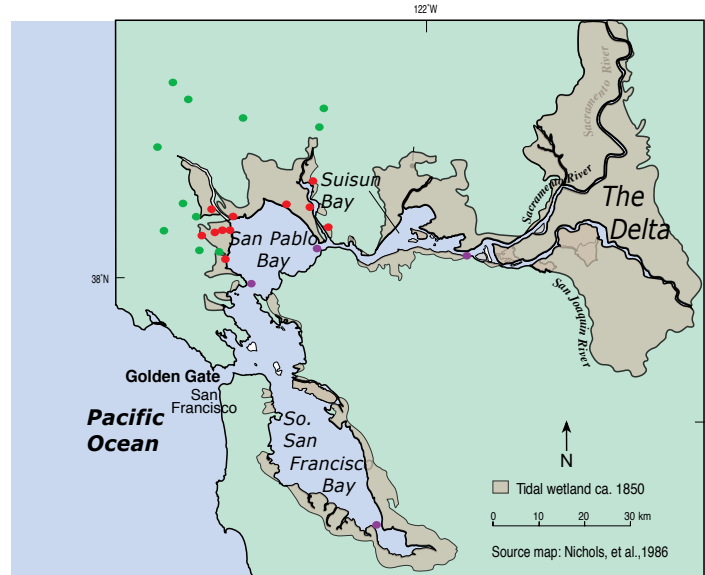 122°W
Sacramento River
Sacramento River
Suisun
Bay
The
Delta
San Pablo
Bay
38°N
San Joaquin River
Golden Gate
San
Francisco
Pacific
Ocean
So.
San
Francisco
Bay
N
Tidal wetland ca. 1850
0 10 20 30 km
Source map: Nichols, et al.,1986